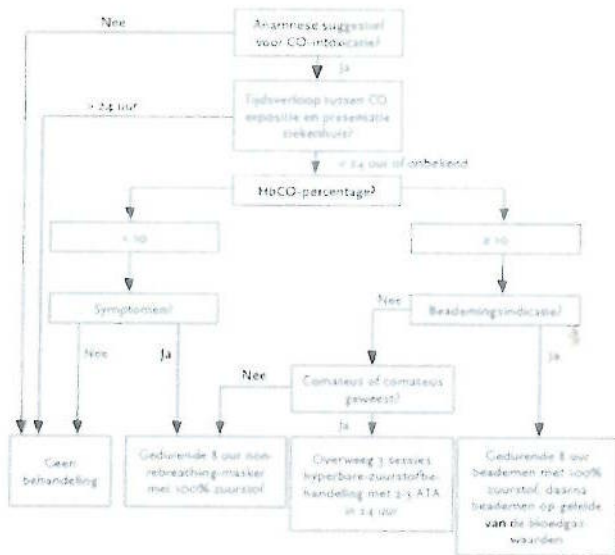 Nee
Anamnese suggestief
voor CO-intoxicatie?
Ja
> 24 uur
Tijdsverloop tussen CO
expositie en presentatie
ziekenhuis?
< 24 uur of onbekend
HbCO-percentage?
< 10
≥ 10
Symptomen?
Nee
Beademingsindicatie?
Nee
Ja
Nee
Comateus of comateus
geweest?
Ja
Ja
Geen
behandeling
Gedurende 8 uur non-
rebreathing-masker
met 100% zuurstof
Overweeg 3 sessies
hyperbare-zuurstofbe-
handeling met 2-3 ATA
in 24 uur
Gedurende 8 uur
beademen met 100%
zuurstof, daarna
beademen op geleide
van de bloedgas
waarden